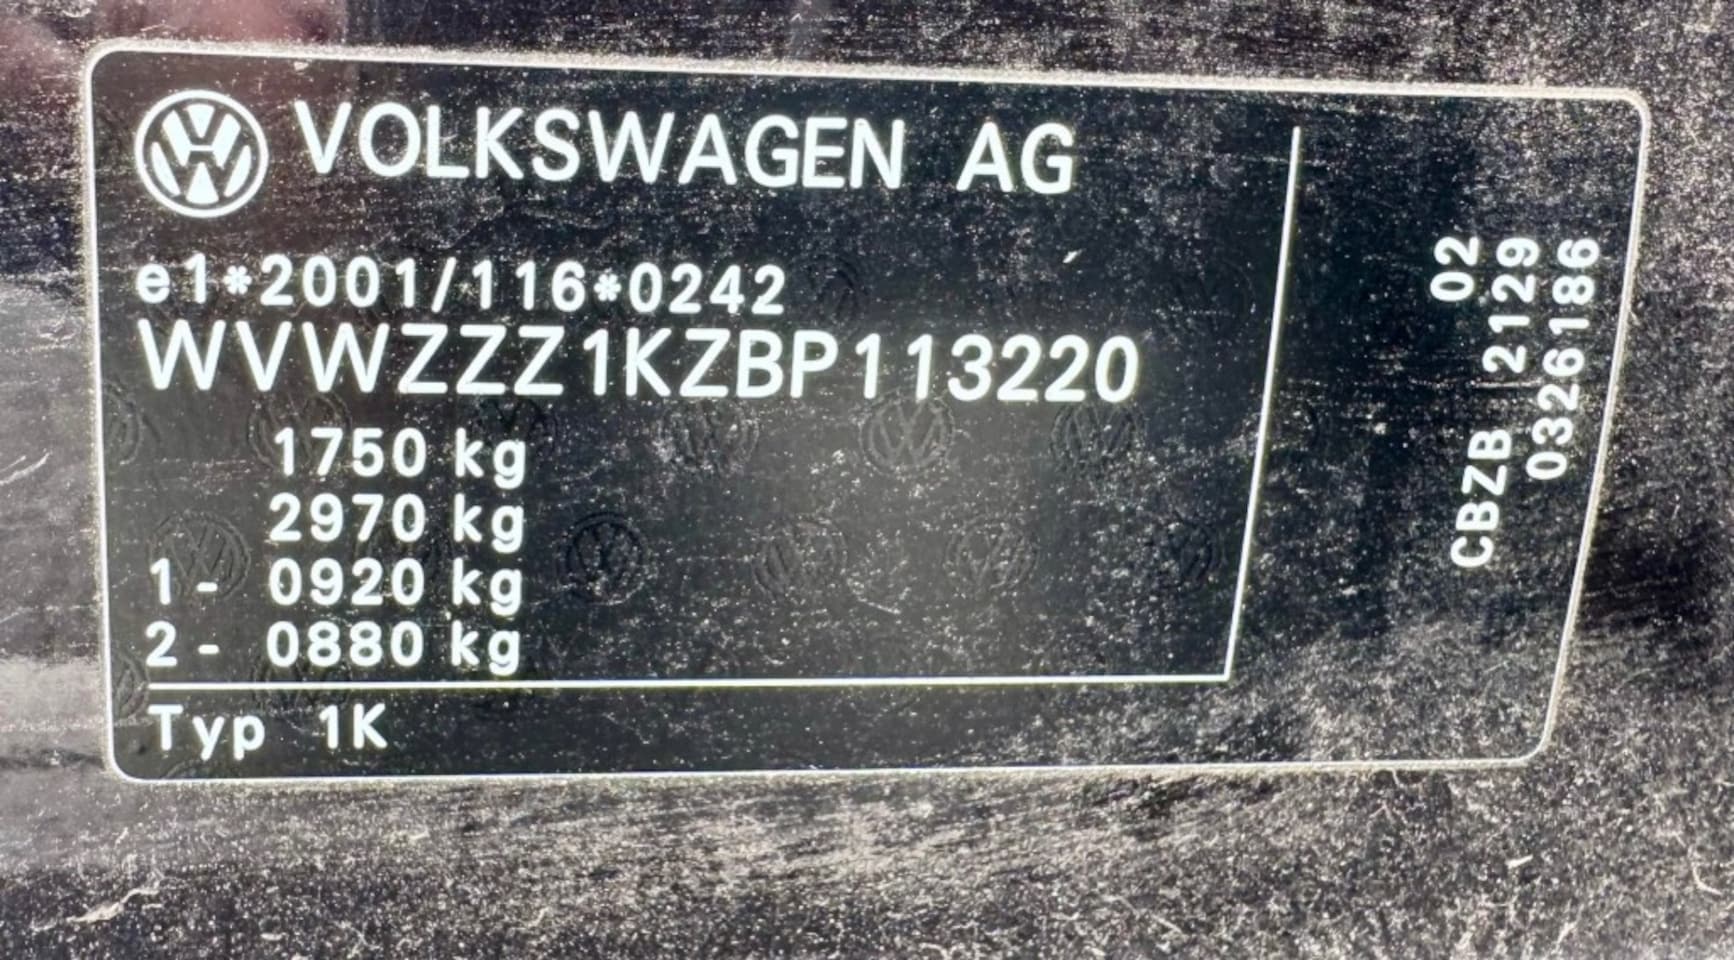 VOLKSWAGEN AG
e1*2001/116*0242
WVWZZZ1KZBP113220
1750 kg
2970 kg
1- 0920 kg
2- 0880 kg
Typ 1K
02
CBZB 2129
0326186